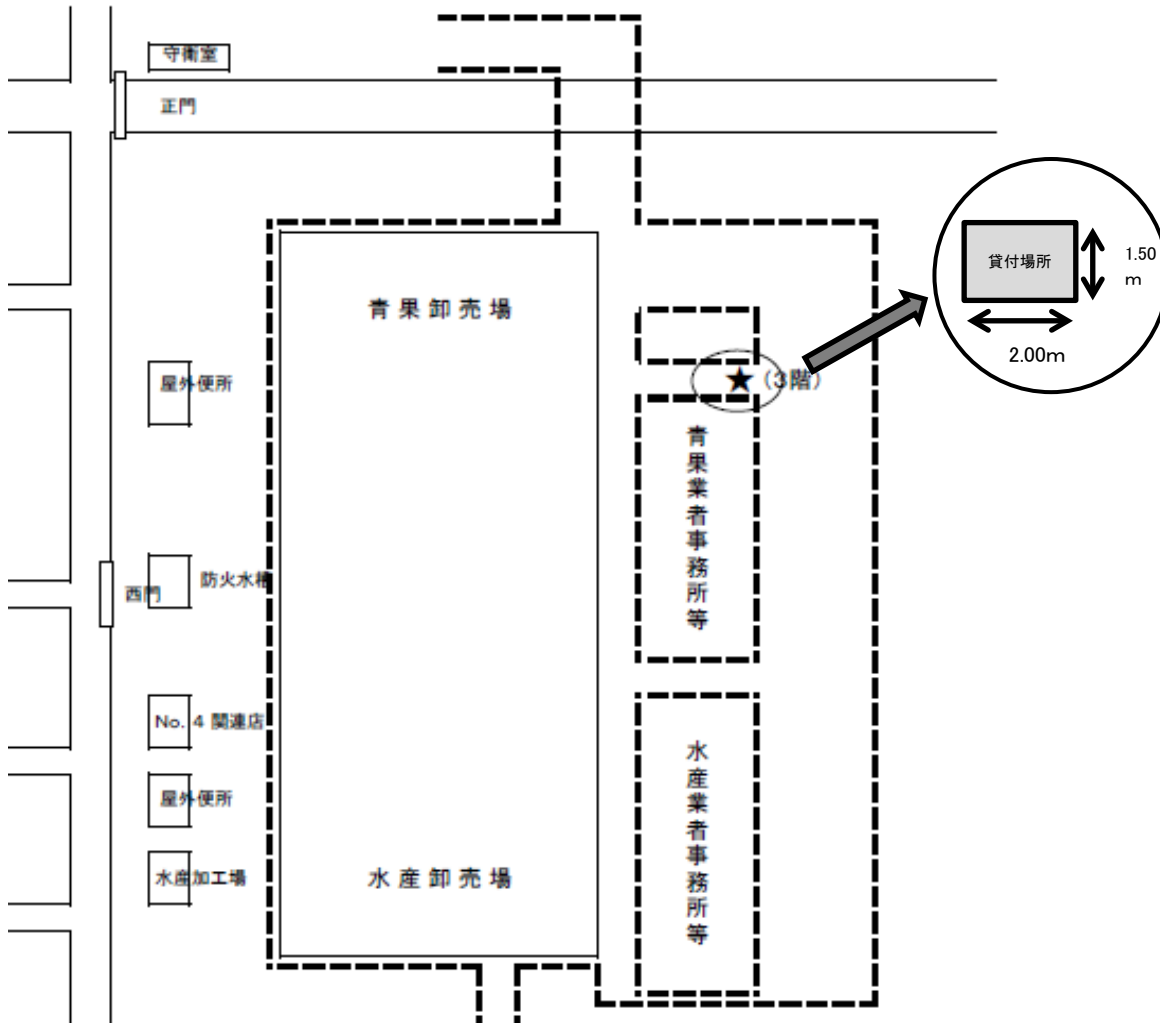 守衛室
正門
青果卸売場
貸付場所
1.50
m
2.00m
屋外便所
★（3階）
青果業者事務所等
西門
防火水槽
No. 4 関連店
屋外便所
水産加工場
水産卸売場
水産業者事務所等